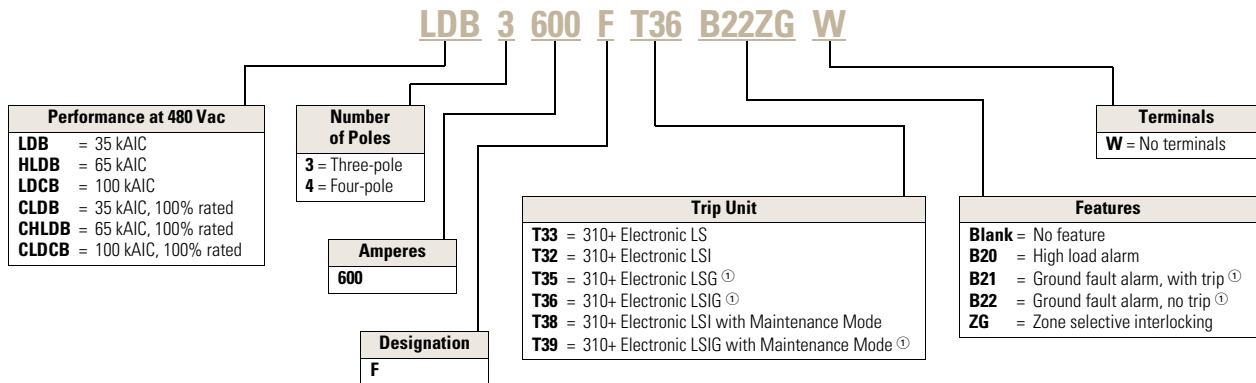 LDB 3 600 F T36 B22ZG W
Performance at 480 Vac
LDB = 35 kAIC
HLDB = 65 kAIC
LDCB = 100 kAIC
CLDB = 35 kAIC, 100% rated
CHLDB = 65 kAIC, 100% rated
CLDCB = 100 kAIC, 100% rated
Number
of Poles
3 = Three-pole
4 = Four-pole
Amperes
600
Designation
F
Trip Unit
T33 = 310+ Electronic LS
T32 = 310+ Electronic LSI
T35 = 310+ Electronic LSG ①
T36 = 310+ Electronic LSIG ①
T38 = 310+ Electronic LSI with Maintenance Mode
T39 = 310+ Electronic LSIG with Maintenance Mode ①
Features
Blank = No feature
B20 = High load alarm
B21 = Ground fault alarm, with trip ①
B22 = Ground fault alarm, no trip ①
ZG = Zone selective interlocking
Terminals
W = No terminals